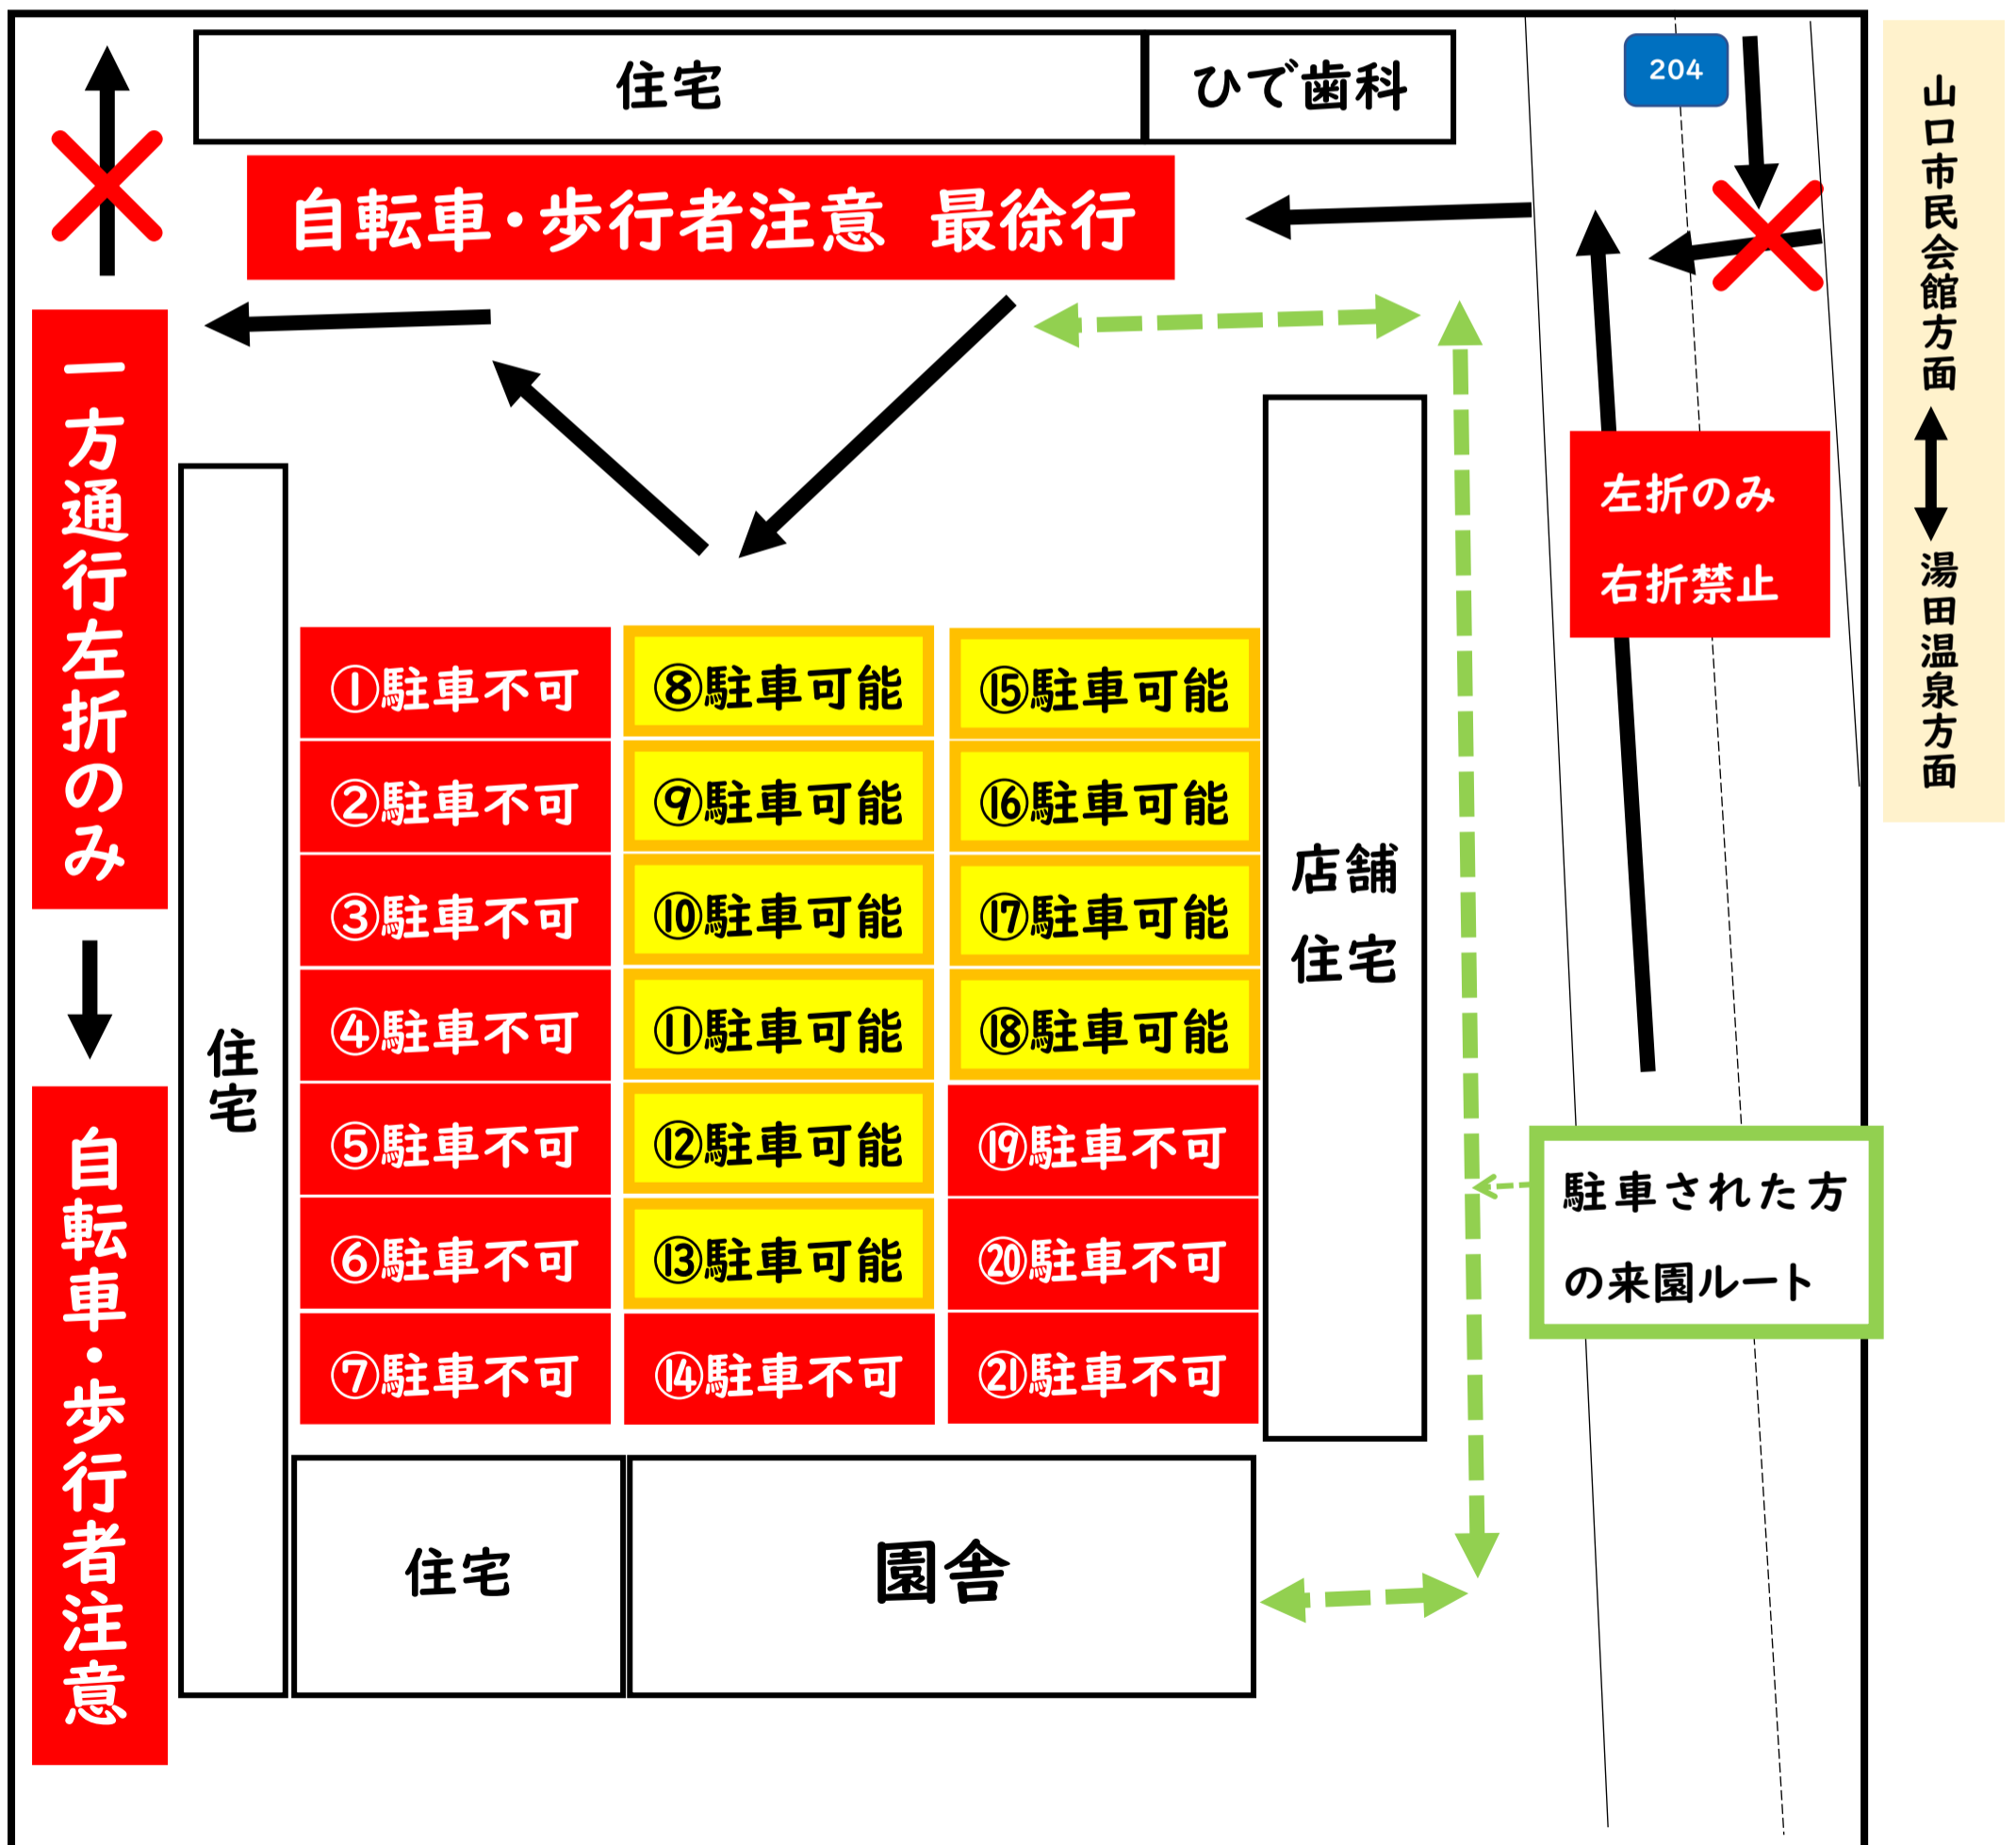 住宅
ひで歯科
204
自転車・歩行者注意　最徐行
山口市民会館方面
湯田温泉方面
一方通行左折のみ
左折のみ
右折禁止
①駐車不可
⑧駐車可能
⑮駐車可能
②駐車不可
⑨駐車可能
⑯駐車可能
③駐車不可
⑩駐車可能
⑰駐車可能
④駐車不可
⑪駐車可能
⑱駐車可能
⑤駐車不可
⑫駐車可能
⑲駐車不可
⑥駐車不可
⑬駐車可能
⑳駐車不可
⑦駐車不可
⑭駐車不可
㉑駐車不可
店舗
住宅
住宅
自転車・歩行者注意
駐車された方
の来園ルート
住宅
園舎